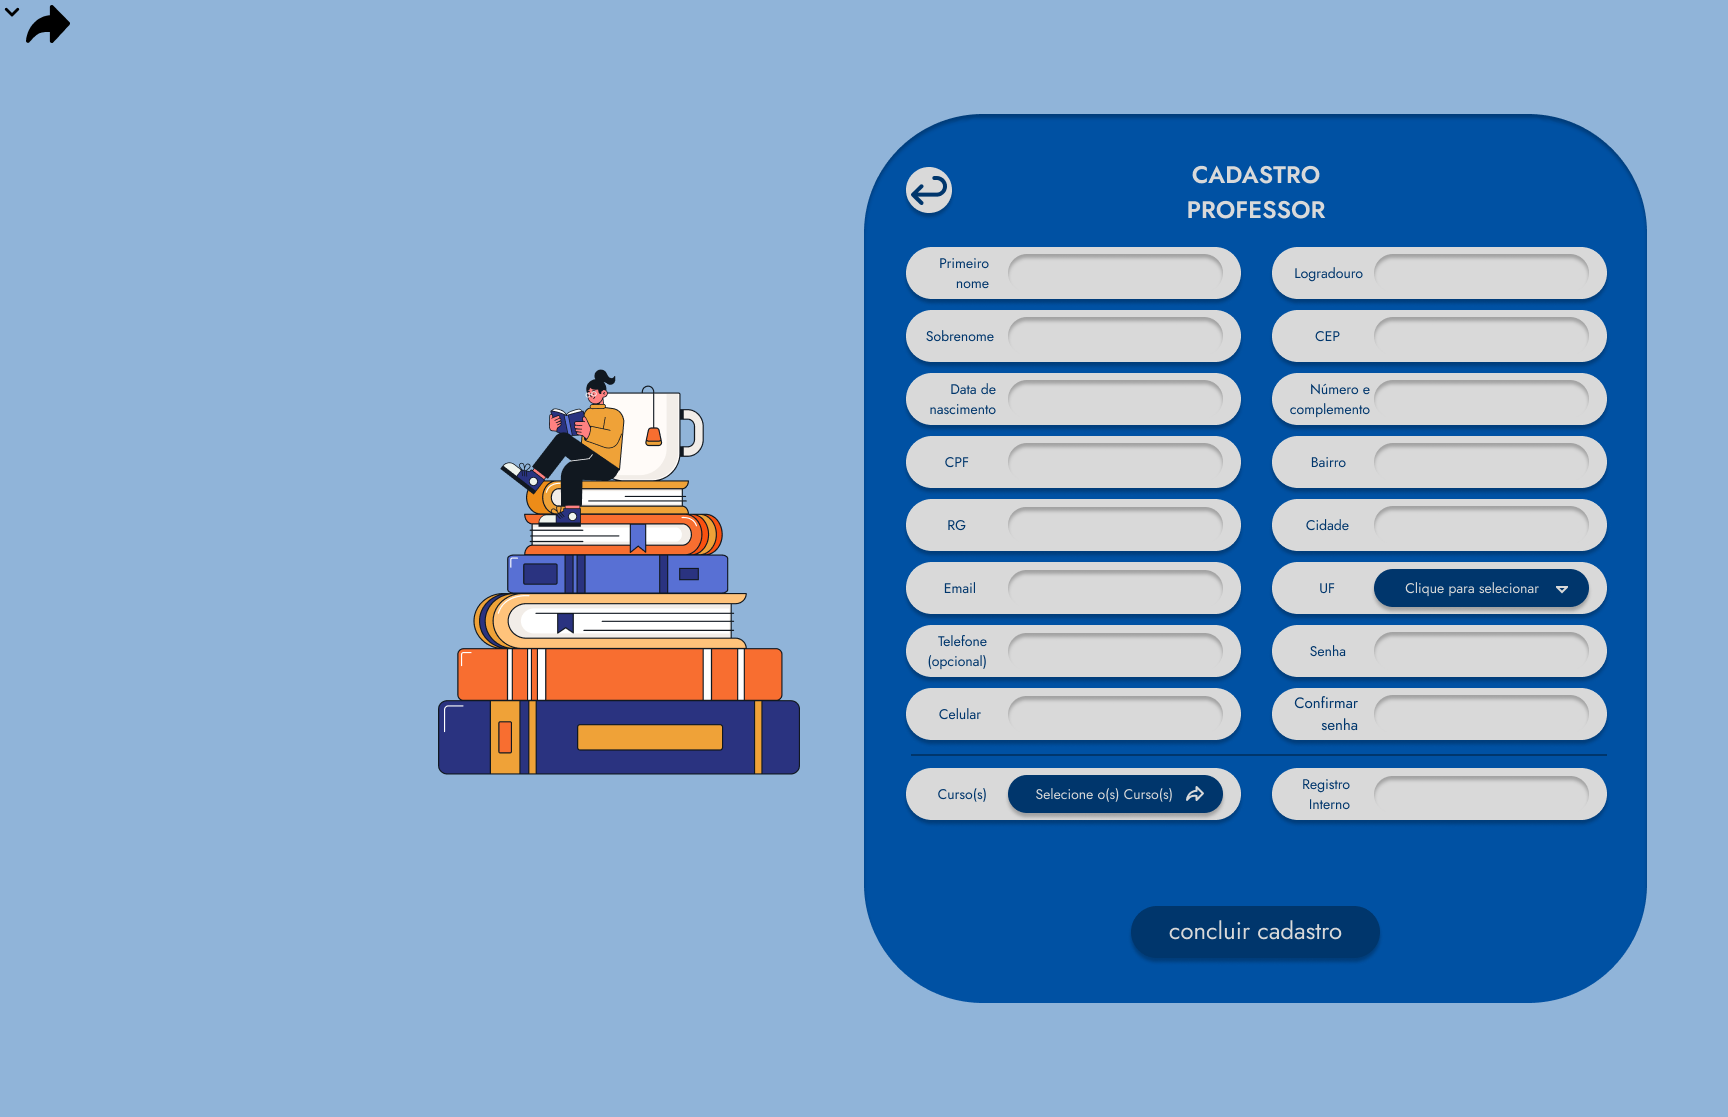 CADASTRO
PROFESSOR
Primeiro
nome
Sobrenome
Data de
nascimento
CPF
RG
Email
Telefone
(opcional)
Celular
Logradouro
CEP
Número e
complemento
Bairro
Cidade
UF
Clique para selecionar
Senha
Confirmar
senha
Curso(s)
Selecione o(s) Curso(s)
Registro
Interno
concluir cadastro